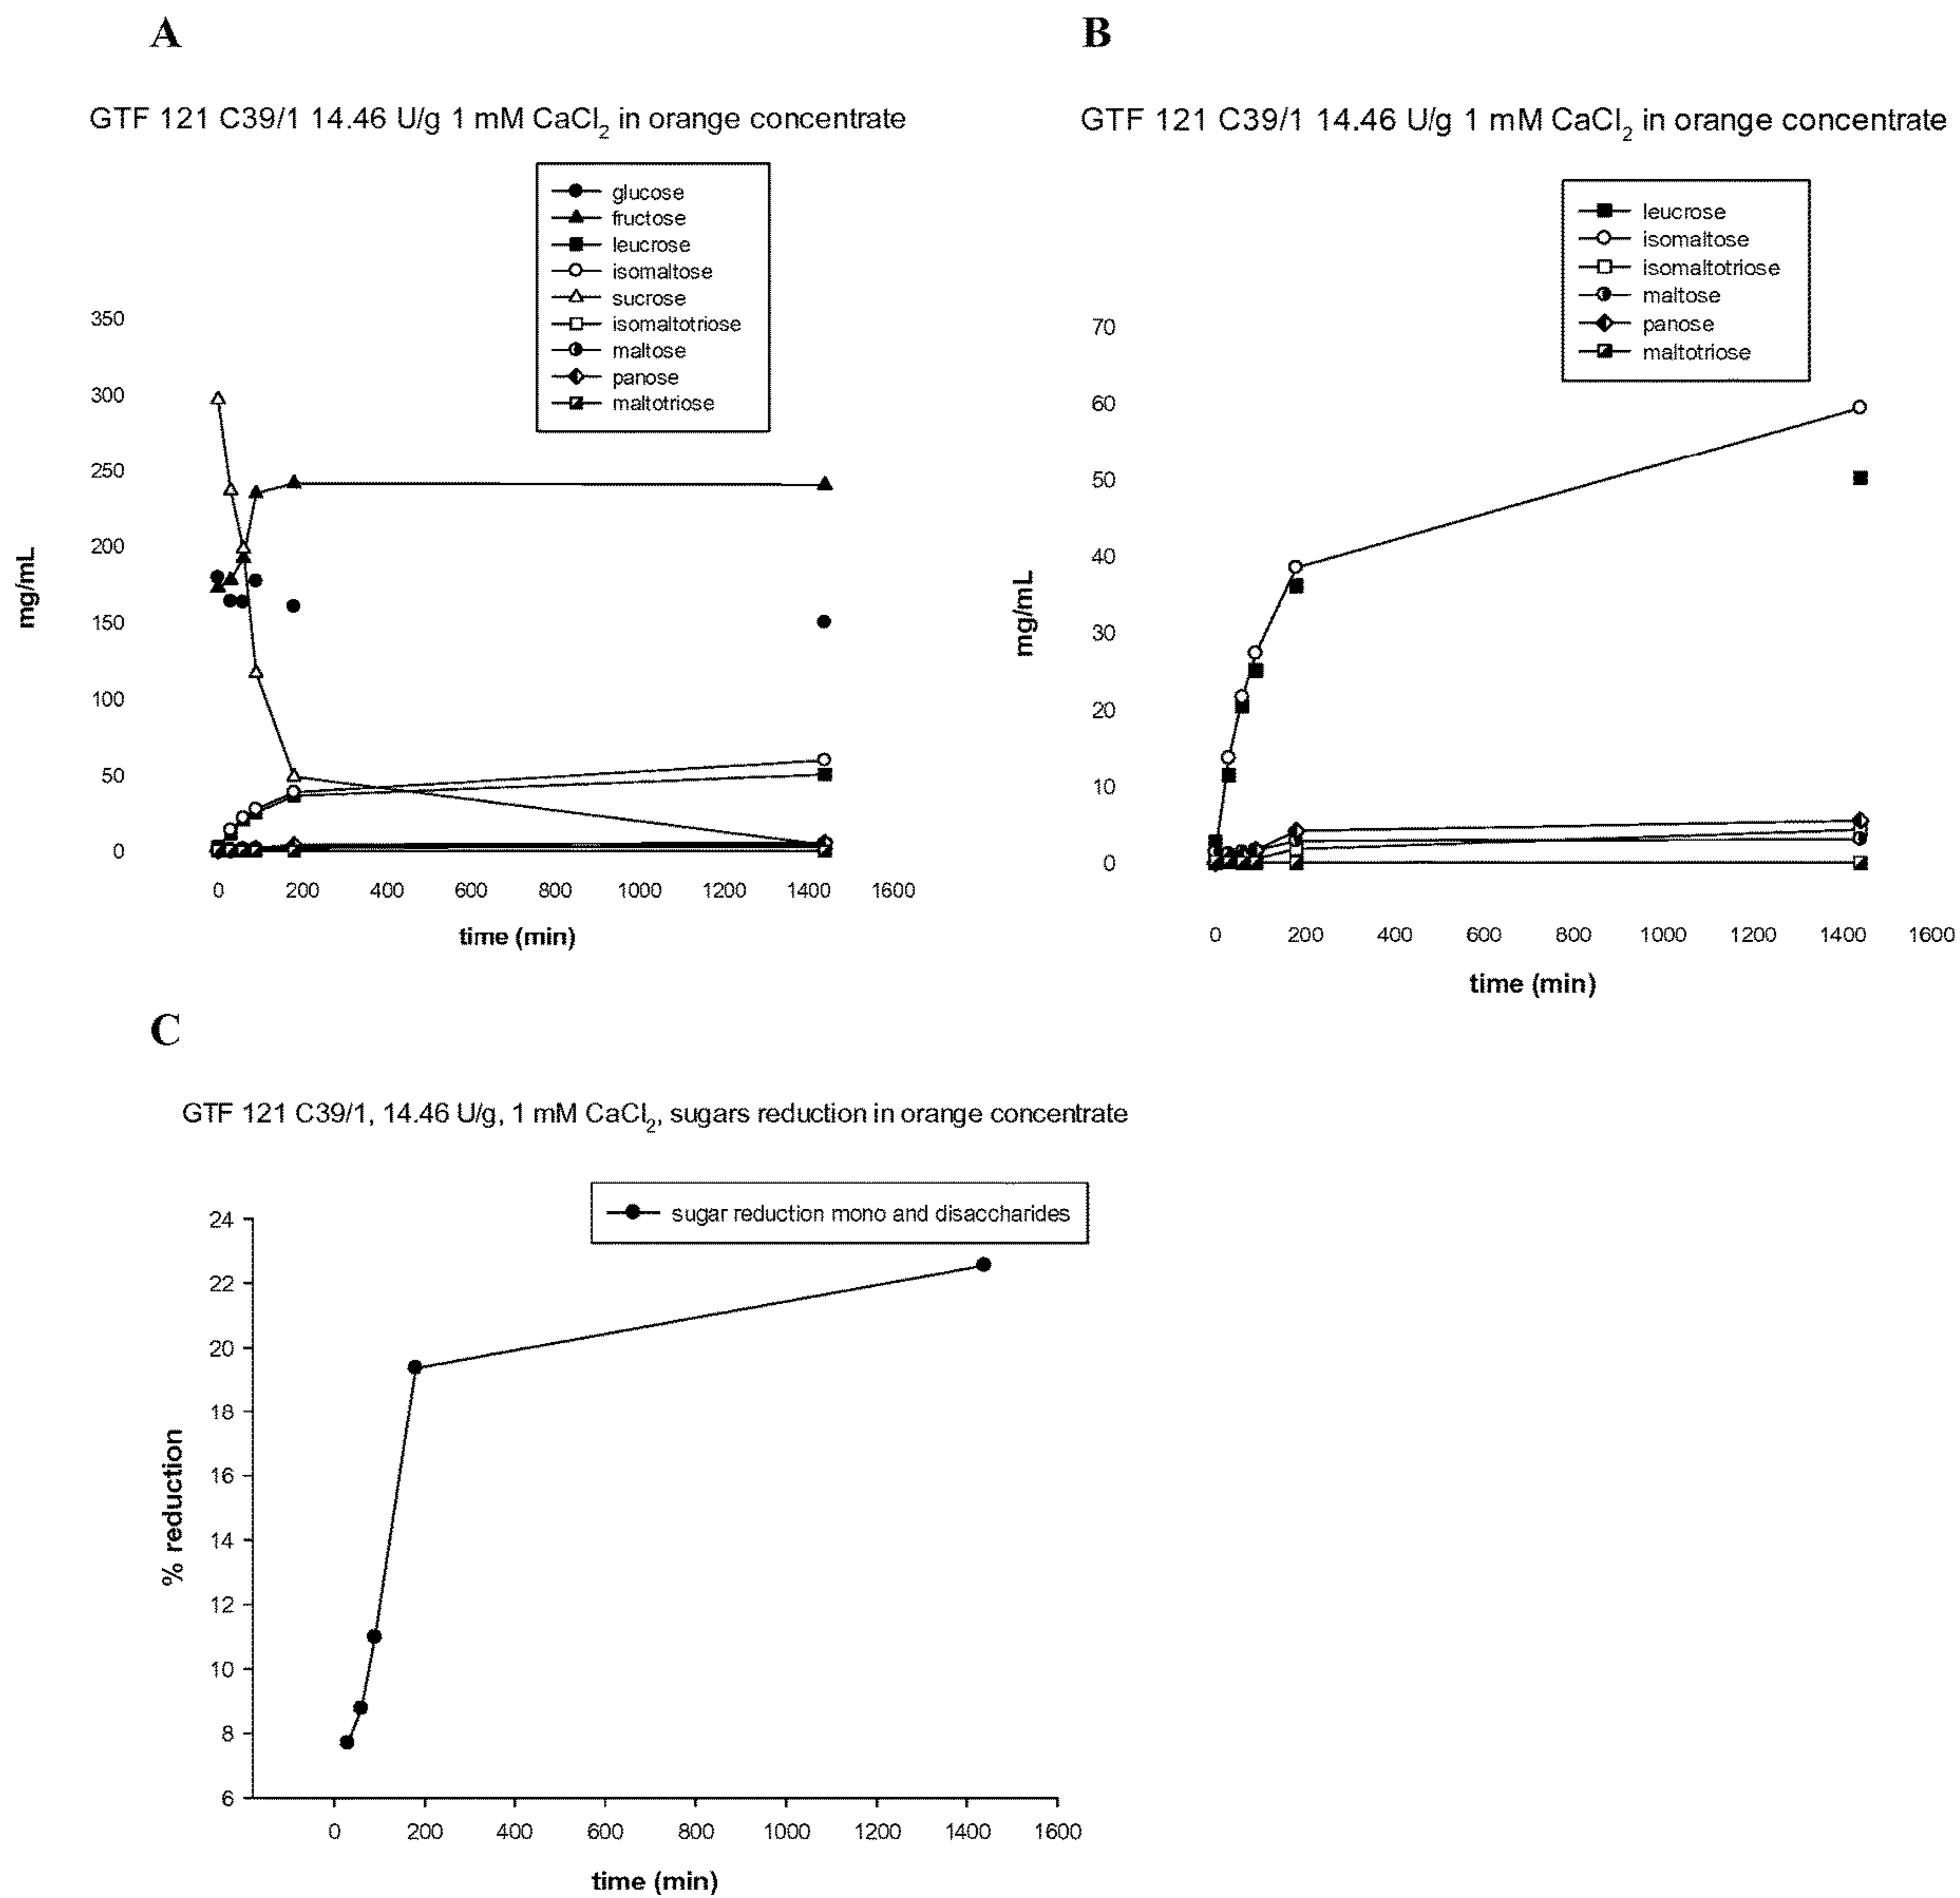 A
GTF 121 C39/1 14.46 U/g 1 mM CaCl2 in orange concentrate
glucose
fructose
leucrose
isomaltose
sucrose
isomaltotriose
maltose
panose
maltotriose
350
300
250
200
150
100
50
0
mg/mL
0 200 400 600 800 1000 1200 1400 1600
time (min)
B
GTF 121 C39/1 14.46 U/g 1 mM CaCl2 in orange concentrate
leucrose
isomaltose
isomaltotriose
maltose
panose
maltotriose
70
60
50
40
30
20
10
0
mg/mL
0 200 400 600 800 1000 1200 1400 1600
time (min)
C
GTF 121 C39/1, 14.46 U/g, 1 mM CaCl2, sugars reduction in orange concentrate
sugar reduction mono and disaccharides
24
22
20
18
16
14
12
10
8
6
% reduction
0 200 400 600 800 1000 1200 1400 1600
time (min)